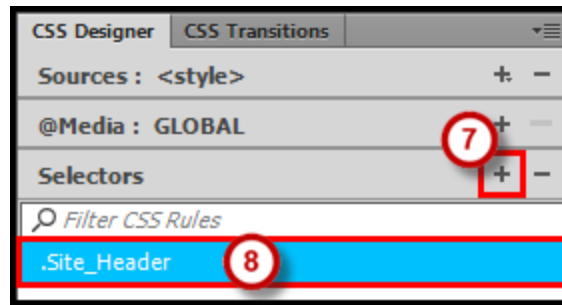 CSS Designer CSS Transitions
Sources : <style>
@Media : GLOBAL
7
Selectors
Filter CSS Rules
.Site_Header 8